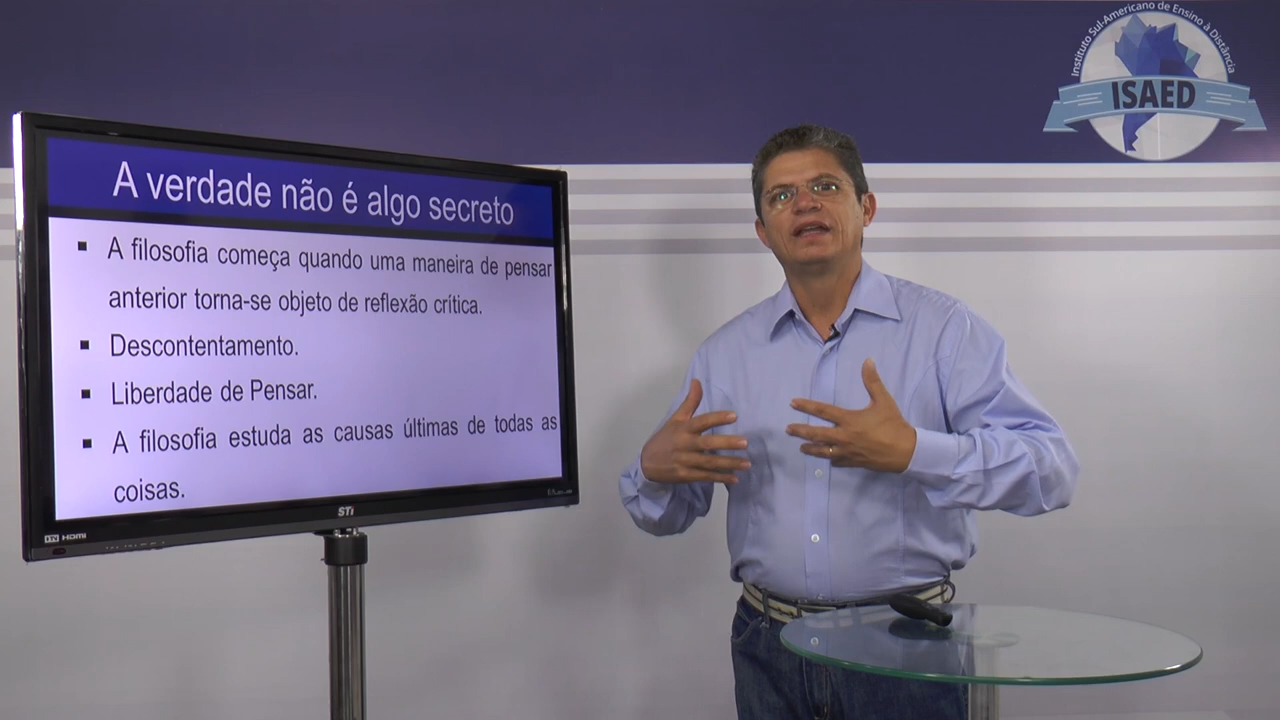 Instituto Sul-Americano de Ensino à Distância
ISAED
A verdade não é algo secreto
▪ A filosofia começa quando uma maneira de pensar
anterior torna-se objeto de reflexão crítica.
▪ Descontentamento.
▪ Liberdade de Pensar.
▪ A filosofia estuda as causas últimas de todas as
coisas.
STi
DTV HDMI